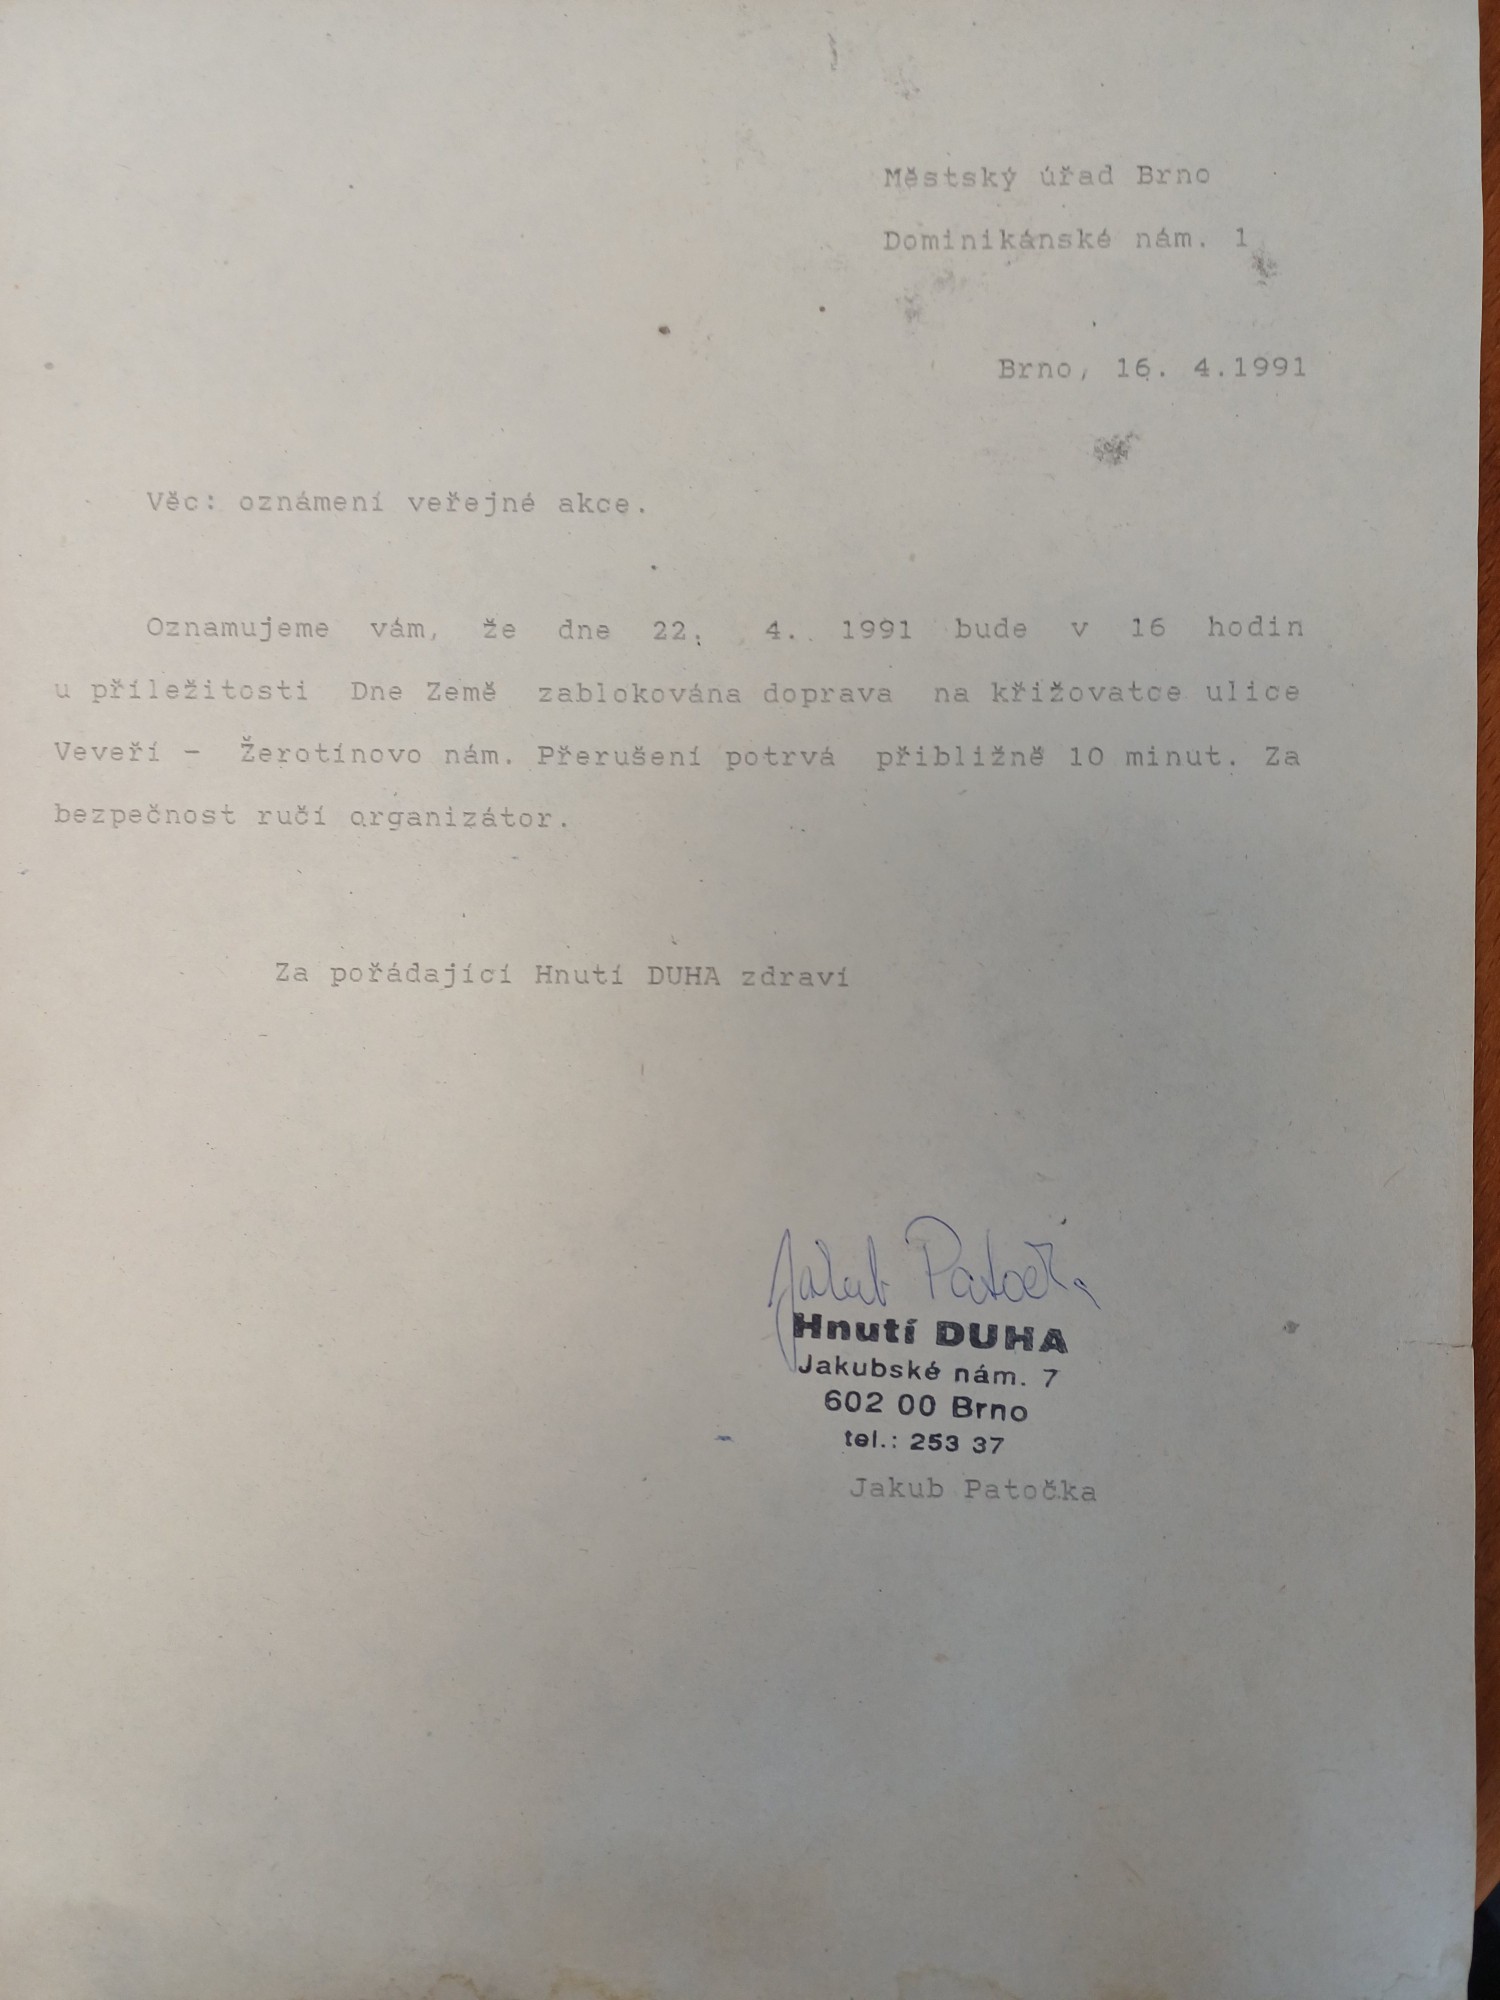 Městský úřad Brno
Dominikánské nám. 1
Brno, 16. 4.1991
Věc: oznámení veřejné akce.
Oznamujeme vám, že dne 22. 4. 1991 bude v 16 hodin
u příležitosti Dne Země zablokována doprava na křižovatce ulice
Veveří - Žerotínovo nám. Přerušení potrvá přibližně 10 minut. Za
bezpečnost ručí organizátor.
Za pořádající Hnutí DUHA zdraví
Jakub Patočka
Hnutí DUHA
Jakubské nám. 7
602 00 Brno
tel.: 253 37
Jakub Patočka